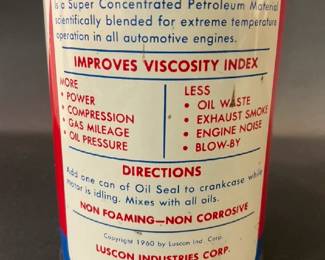 is a Super Concentrated Petroleum Material
scientifically blended for extreme temperature
operation in all automotive engines.
IMPROVES VISCOSITY INDEX
MORE
• POWER
• COMPRESSION
• GAS MILEAGE
• OIL PRESSURE
LESS
• OIL WASTE
• EXHAUST SMOKE
• ENGINE NOISE
• BLOW-BY
DIRECTIONS
Add one can of Oil Seal to crankcase while
motor is idling. Mixes with all oils.
NON FOAMING—NON CORROSIVE
Copyright 1960 by Luscon Ind. Corp.
LUSCON INDUSTRIES CORP.